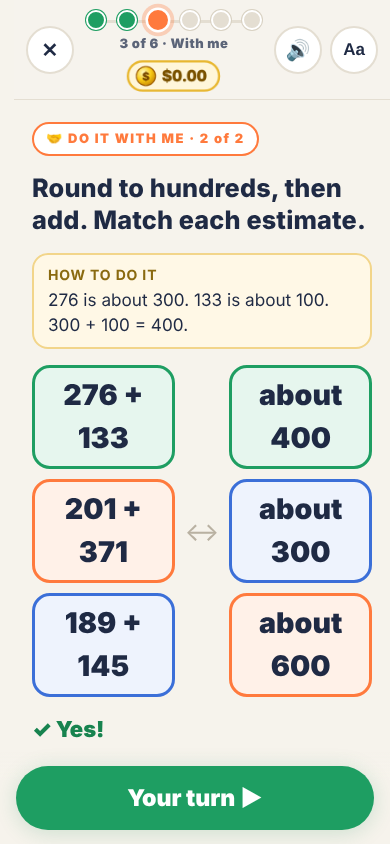 3 of 6 · With me
Aa
$0.00
🤝 DO IT WITH ME · 2 of 2
Round to hundreds, then
add. Match each estimate.
HOW TO DO IT
276 is about 300. 133 is about 100.
300 + 100 = 400.
276 +
133
about
400
201 +
371
↔
about
300
189 +
145
about
600
✓ Yes!
Your turn ▶